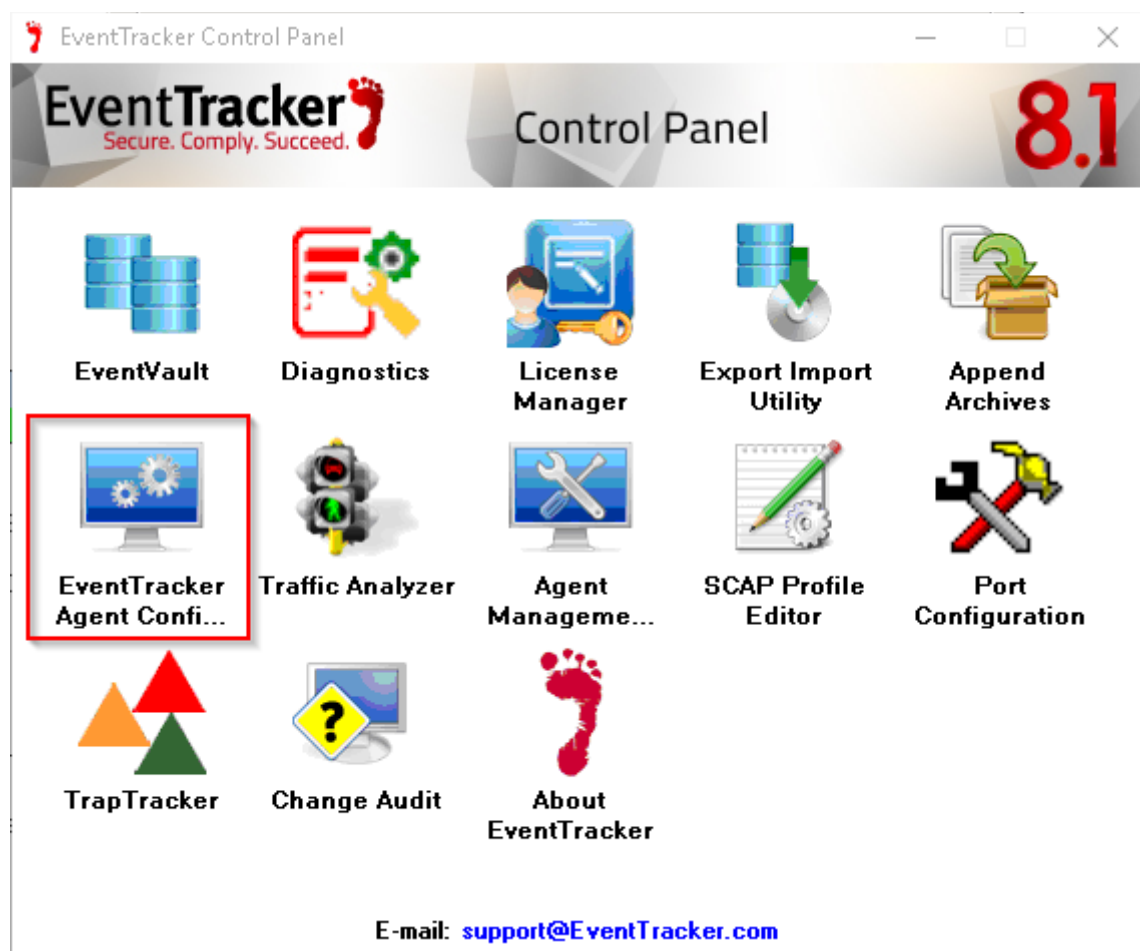 EventTracker Control Panel
EventTracker
Secure. Comply. Succeed.
Control Panel
8.1
EventVault
Diagnostics
License
Manager
Export Import
Utility
Append
Archives
EventTracker
Agent Confi...
Traffic Analyzer
Agent
Manageme...
SCAP Profile
Editor
Port
Configuration
TrapTracker
?
Change Audit
About
EventTracker
E-mail: support@EventTracker.com